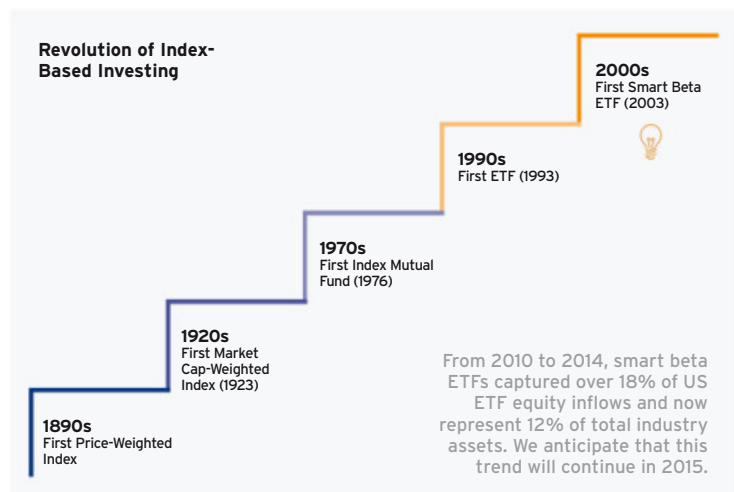 Revolution of Index-
Based Investing
2000s
First Smart Beta
ETF (2003)
1990s
First ETF (1993)
1970s
First Index Mutual
Fund (1976)
1920s
First Market
Cap-Weighted
Index (1923)
1890s
First Price-Weighted
Index
From 2010 to 2014, smart beta
ETFs captured over 18% of US
ETF equity inflows and now
represent 12% of total industry
assets. We anticipate that this
trend will continue in 2015.